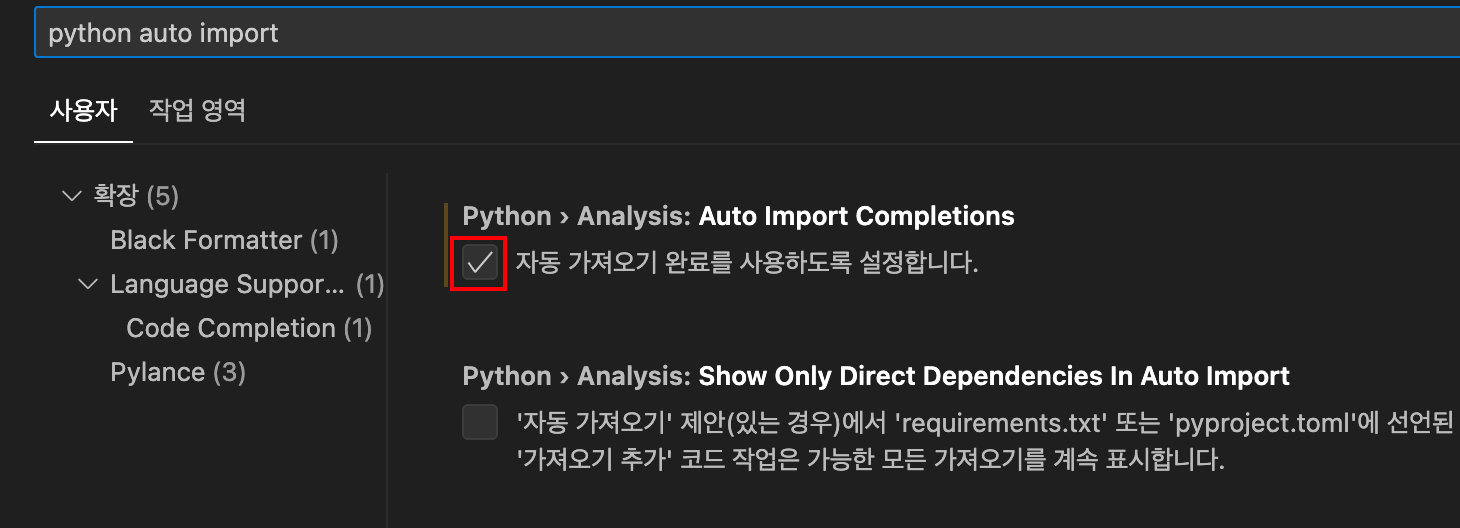 python auto import
사용자 작업 영역
확장 (5)
Black Formatter (1)
Language Suppor... (1)
Code Completion (1)
Pylance (3)
Python › Analysis: Auto Import Completions
자동 가져오기 완료를 사용하도록 설정합니다.
Python › Analysis: Show Only Direct Dependencies In Auto Import
'자동 가져오기' 제안(있는 경우)에서 'requirements.txt' 또는 'pyproject.toml'에 선언된
'가져오기 추가' 코드 작업은 가능한 모든 가져오기를 계속 표시합니다.